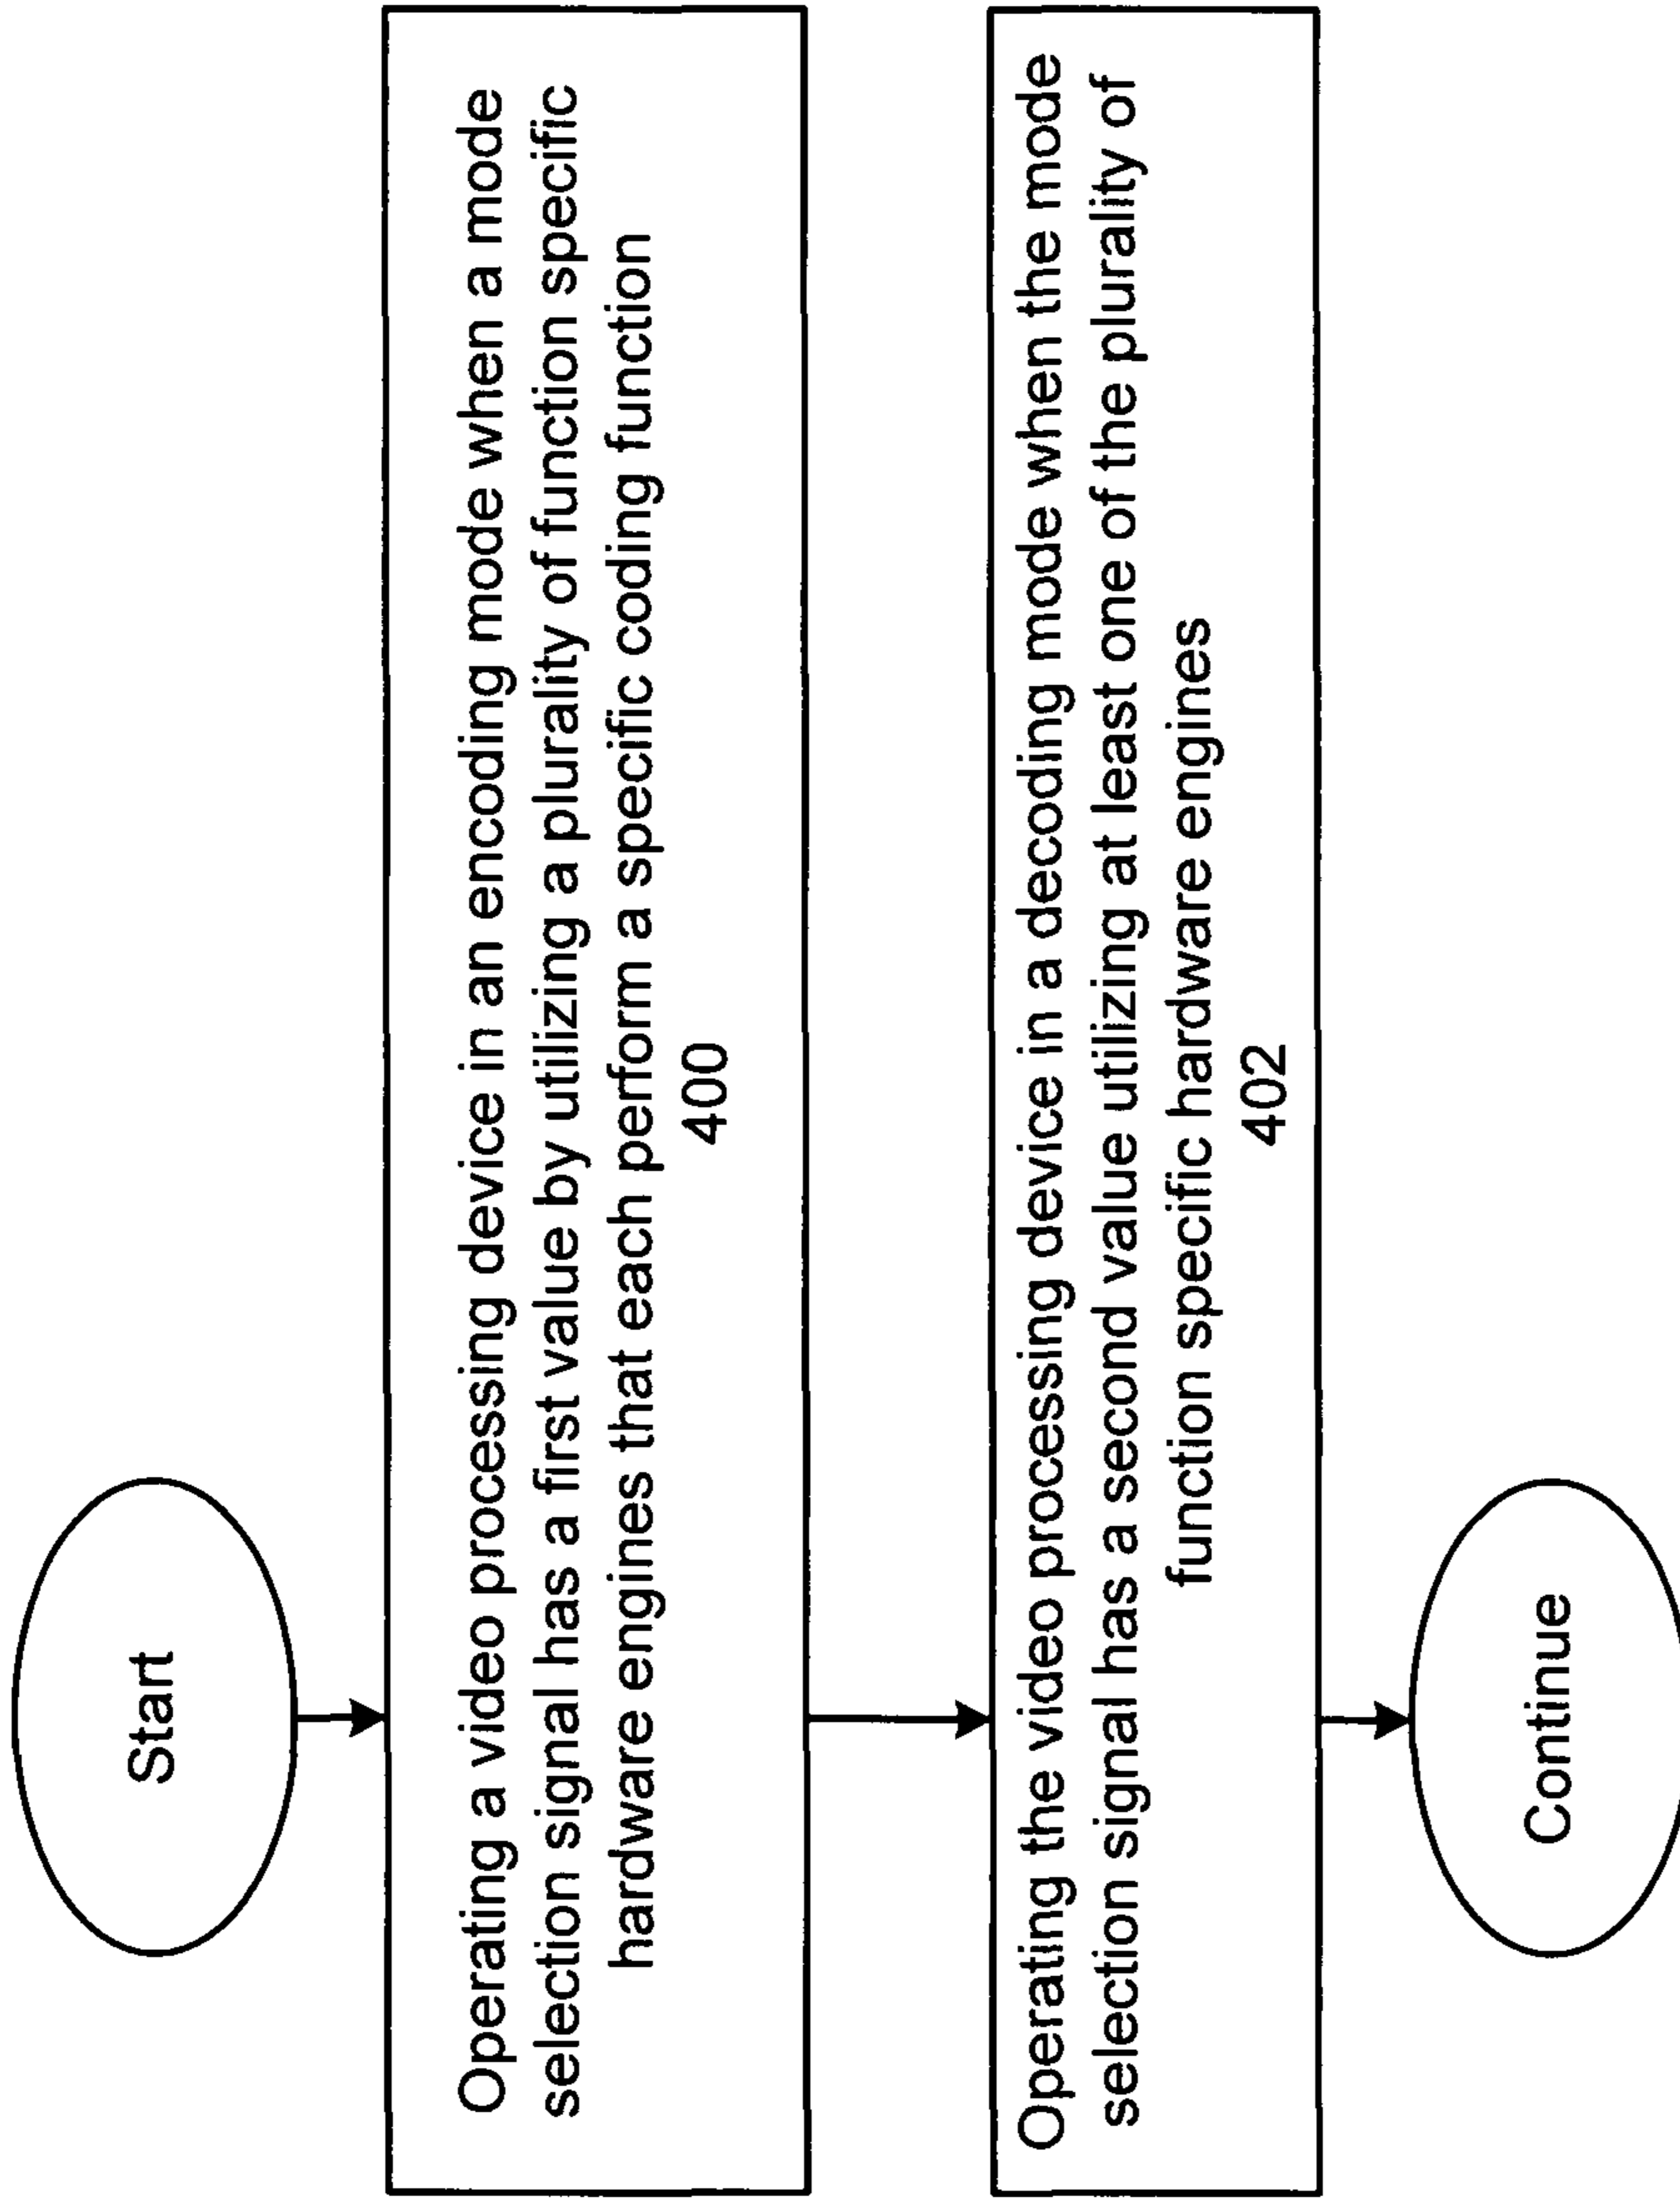 Start
Operating a video processing device in an encoding mode when a mode
selection signal has a first value by utilizing a plurality of function specific
hardware engines that each perform a specific coding function
400
Operating the video processing device in a decoding mode when the mode
selection signal has a second value utilizing at least one of the plurality of
function specific hardware engines
402
Continue